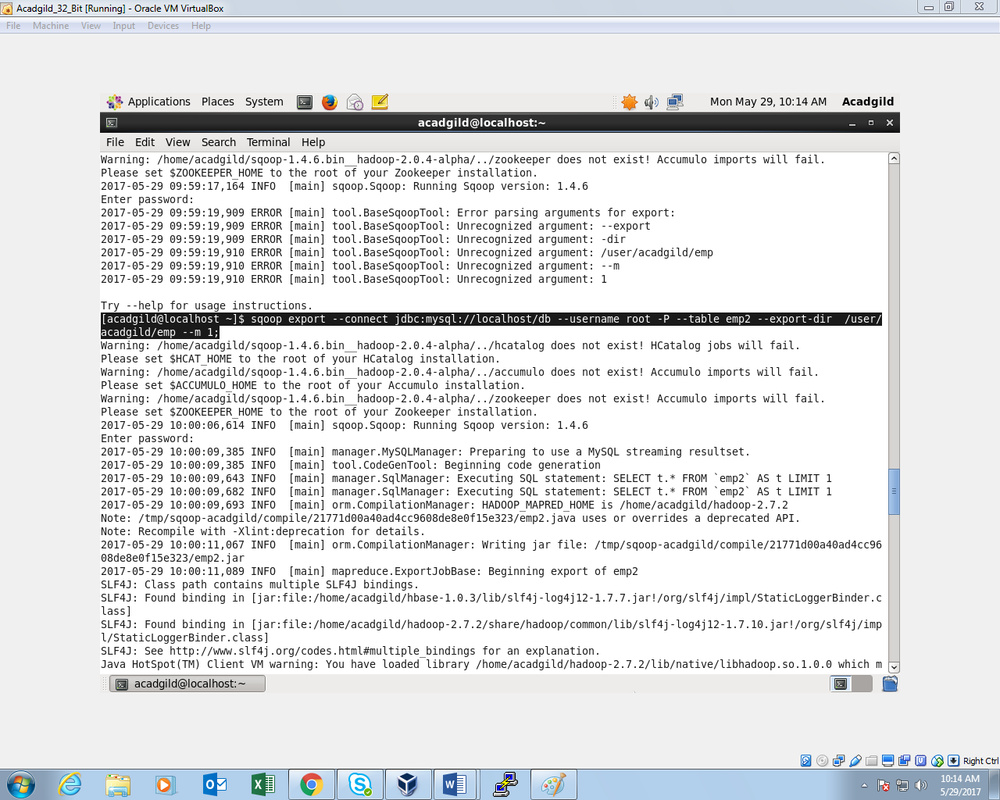 Acadgild_32_Bit [Running] - Oracle VM VirtualBox
File Machine View Input Devices Help
Applications Places System Mon May 29, 10:14 AM Acadgild
acadgild@localhost:~
File Edit View Search Terminal Help
Warning: /home/acadgild/sqoop-1.4.6.bin__hadoop-2.0.4-alpha/../zookeeper does not exist! Accumulo imports will fail.
Please set $ZOOKEEPER_HOME to the root of your Zookeeper installation.
2017-05-29 09:59:17,164 INFO  [main] sqoop.Sqoop: Running Sqoop version: 1.4.6
Enter password:
2017-05-29 09:59:19,909 ERROR [main] tool.BaseSqoopTool: Error parsing arguments for export:
2017-05-29 09:59:19,909 ERROR [main] tool.BaseSqoopTool: Unrecognized argument: --export
2017-05-29 09:59:19,909 ERROR [main] tool.BaseSqoopTool: Unrecognized argument: -dir
2017-05-29 09:59:19,910 ERROR [main] tool.BaseSqoopTool: Unrecognized argument: /user/acadgild/emp
2017-05-29 09:59:19,910 ERROR [main] tool.BaseSqoopTool: Unrecognized argument: --m
2017-05-29 09:59:19,910 ERROR [main] tool.BaseSqoopTool: Unrecognized argument: 1
Try --help for usage instructions.
[acadgild@localhost ~]$ sqoop export --connect jdbc:mysql://localhost/db --username root -P --table emp2 --export-dir  /user/
acadgild/emp --m 1;
Warning: /home/acadgild/sqoop-1.4.6.bin__hadoop-2.0.4-alpha/../hcatalog does not exist! HCatalog jobs will fail.
Please set $HCAT_HOME to the root of your HCatalog installation.
Warning: /home/acadgild/sqoop-1.4.6.bin__hadoop-2.0.4-alpha/../accumulo does not exist! Accumulo imports will fail.
Please set $ACCUMULO_HOME to the root of your Accumulo installation.
Warning: /home/acadgild/sqoop-1.4.6.bin__hadoop-2.0.4-alpha/../zookeeper does not exist! Accumulo imports will fail.
Please set $ZOOKEEPER_HOME to the root of your Zookeeper installation.
2017-05-29 10:00:06,614 INFO  [main] sqoop.Sqoop: Running Sqoop version: 1.4.6
Enter password:
2017-05-29 10:00:09,385 INFO  [main] manager.MySQLManager: Preparing to use a MySQL streaming resultset.
2017-05-29 10:00:09,385 INFO  [main] tool.CodeGenTool: Beginning code generation
2017-05-29 10:00:09,643 INFO  [main] manager.SqlManager: Executing SQL statement: SELECT t.* FROM `emp2` AS t LIMIT 1
2017-05-29 10:00:09,682 INFO  [main] manager.SqlManager: Executing SQL statement: SELECT t.* FROM `emp2` AS t LIMIT 1
2017-05-29 10:00:09,693 INFO  [main] orm.CompilationManager: HADOOP_MAPRED_HOME is /home/acadgild/hadoop-2.7.2
Note: /tmp/sqoop-acadgild/compile/21771d00a40ad4cc9608de8e0f15e323/emp2.java uses or overrides a deprecated API.
Note: Recompile with -Xlint:deprecation for details.
2017-05-29 10:00:11,067 INFO  [main] orm.CompilationManager: Writing jar file: /tmp/sqoop-acadgild/compile/21771d00a40ad4cc96
08de8e0f15e323/emp2.jar
2017-05-29 10:00:11,089 INFO  [main] mapreduce.ExportJobBase: Beginning export of emp2
SLF4J: Class path contains multiple SLF4J bindings.
SLF4J: Found binding in [jar:file:/home/acadgild/hbase-1.0.3/lib/slf4j-log4j12-1.7.7.jar!/org/slf4j/impl/StaticLoggerBinder.c
lass]
SLF4J: Found binding in [jar:file:/home/acadgild/hadoop-2.7.2/share/hadoop/common/lib/slf4j-log4j12-1.7.10.jar!/org/slf4j/imp
l/StaticLoggerBinder.class]
SLF4J: See http://www.slf4j.org/codes.html#multiple_bindings for an explanation.
Java HotSpot(TM) Client VM warning: You have loaded library /home/acadgild/hadoop-2.7.2/lib/native/libhadoop.so.1.0.0 which m
acadgild@localhost:~
Right Ctrl
10:14 AM
5/29/2017